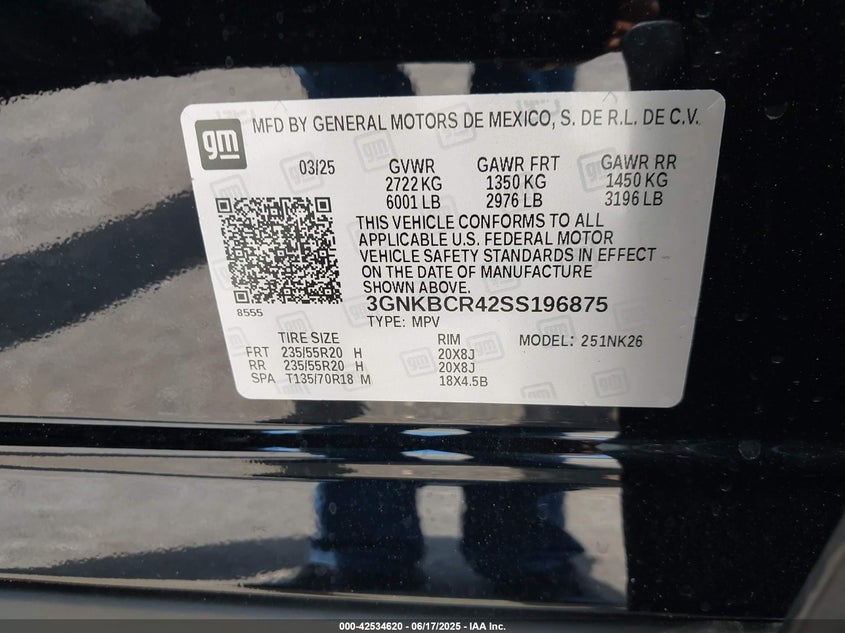 gm MFD BY GENERAL MOTORS DE MEXICO, S. DE R.L. DE C.V.
03/25 GVWR GAWR FRT GAWR RR
2722 KG 1350 KG 1450 KG
6001 LB 2976 LB 3196 LB
THIS VEHICLE CONFORMS TO ALL
APPLICABLE U.S. FEDERAL MOTOR
VEHICLE SAFETY STANDARDS IN EFFECT
ON THE DATE OF MANUFACTURE
SHOWN ABOVE.
8555 3GNKBCR42SS196875
TYPE: MPV
TIRE SIZE RIM MODEL: 251NK26
FRT 235/55R20 H 20X8J
RR 235/55R20 H 20X8J
SPA T135/70R18 M 18X4.5B
000-42534620 - 06/17/2025 - IAA Inc.